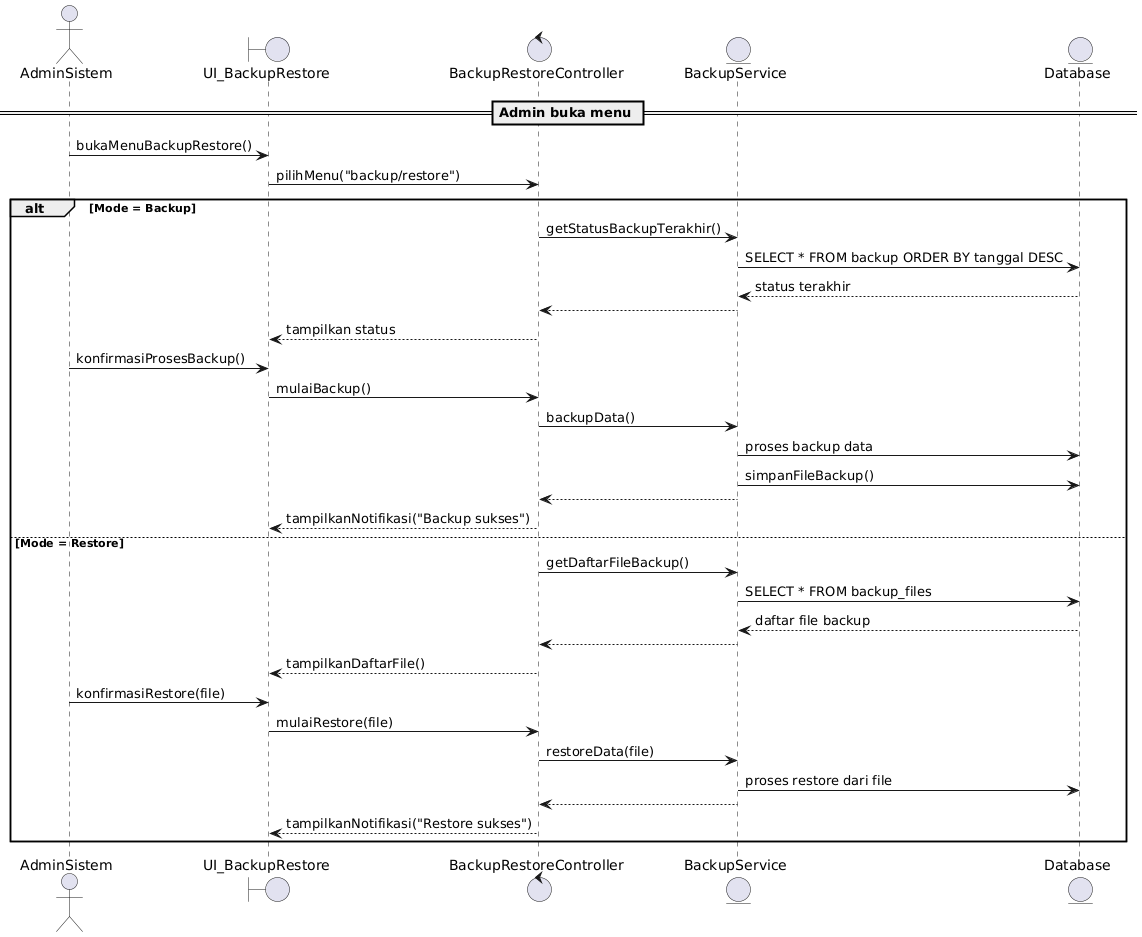 AdminSistem
UI_BackupRestore
BackupRestoreController
BackupService
Database
Admin buka menu
bukaMenuBackupRestore()
pilihMenu("backup/restore")
alt
[Mode = Backup]
getStatusBackupTerakhir()
SELECT * FROM backup ORDER BY tanggal DESC
status terakhir
tampilkan status
konfirmasiProsesBackup()
mulaiBackup()
backupData()
proses backup data
simpanFileBackup()
tampilkanNotifikasi("Backup sukses")
[Mode = Restore]
getDaftarFileBackup()
SELECT * FROM backup_files
daftar file backup
tampilkanDaftarFile()
konfirmasiRestore(file)
mulaiRestore(file)
restoreData(file)
proses restore dari file
tampilkanNotifikasi("Restore sukses")
AdminSistem
UI_BackupRestore
BackupRestoreController
BackupService
Database